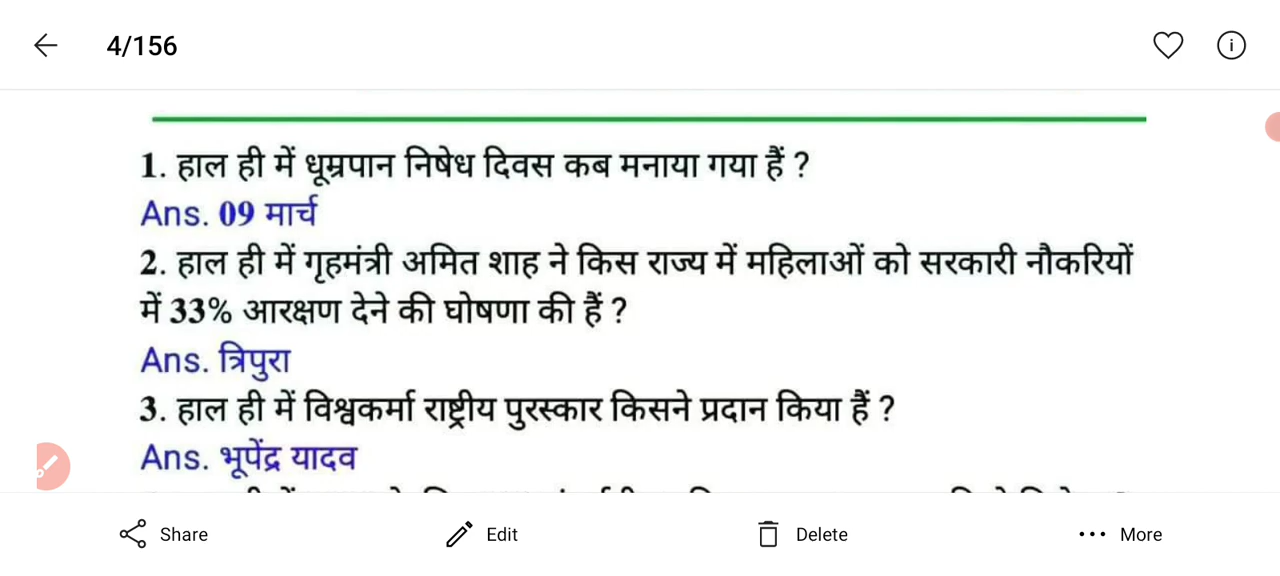 4/156
1. हाल ही में धूम्रपान निषेध दिवस कब मनाया गया हैं ?
Ans. 09 मार्च
2. हाल ही में गृहमंत्री अमित शाह ने किस राज्य में महिलाओं को सरकारी नौकरियों
में 33% आरक्षण देने की घोषणा की हैं ?
Ans. त्रिपुरा
3. हाल ही में विश्वकर्मा राष्ट्रीय पुरस्कार किसने प्रदान किया हैं ?
Ans. भूपेंद्र यादव
Share Edit Delete More